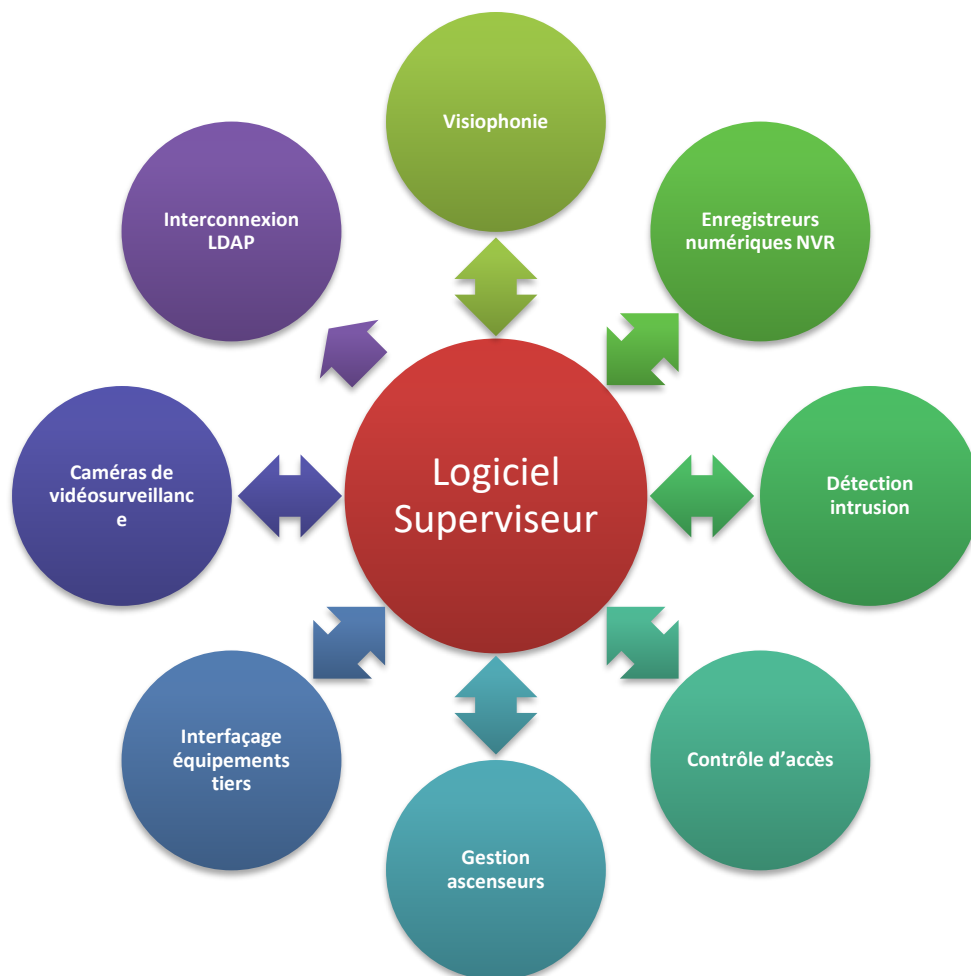 Visiophonie
Interconnexion
LDAP
Enregistreurs
numériques NVR
Logiciel
Superviseur
Caméras de
vidéosurveillanc
e
Détection
intrusion
Interfaçage
équipements
tiers
Contrôle d’accès
Gestion
ascenseurs